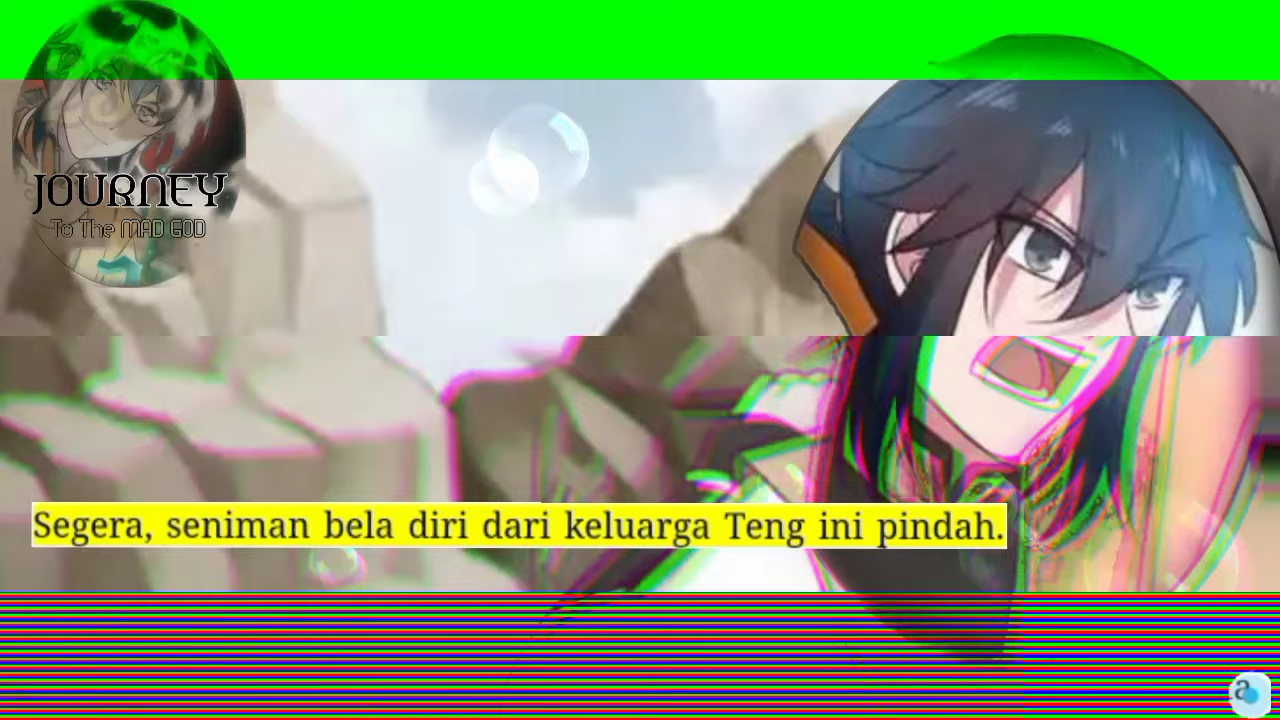 JOURNEY
To The MAD GOD
Segera, seniman bela diri dari keluarga Teng ini pindah.
a